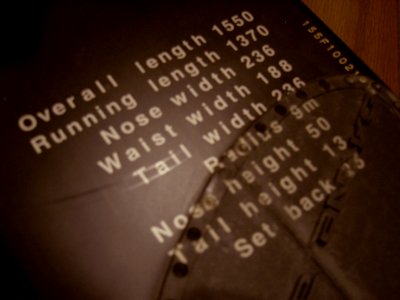 Overall length 1550
Running length 1370
Nose width 236
Waist width 188
Tail width 236
Radius 9m
Nose height 50
Tail height 13
Set back 25